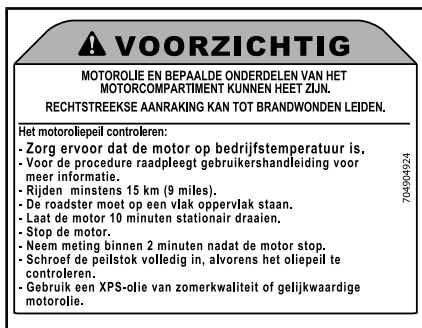 VOORZICHTIG
MOTOROLIE EN BEPAALDE ONDERDELEN VAN HET
MOTORCOMPARTIMENT KUNNEN HEET ZIJN.
RECHTSTREEKSE AANRAKING KAN TOT BRANDWONDEN LEIDEN.
Het motoroliepeil controleren:
- Zorg ervoor dat de motor op bedrijfstemperatuur is.
- Voor de procedure raadpleegt gebruikershandleiding voor
meer informatie.
- Rijden minstens 15 km (9 miles).
- De roadster moet op een vlak oppervlak staan.
- Laat de motor 10 minuten stationair draaien.
- Stop de motor.
- Neem meting binnen 2 minuten nadat de motor stop.
- Schroef de peilstok volledig in, alvorens het oliepeil te
controleren.
- Gebruik een XPS-olie van zomerkwaliteit of gelijkwaardige
motorolie.
704904924